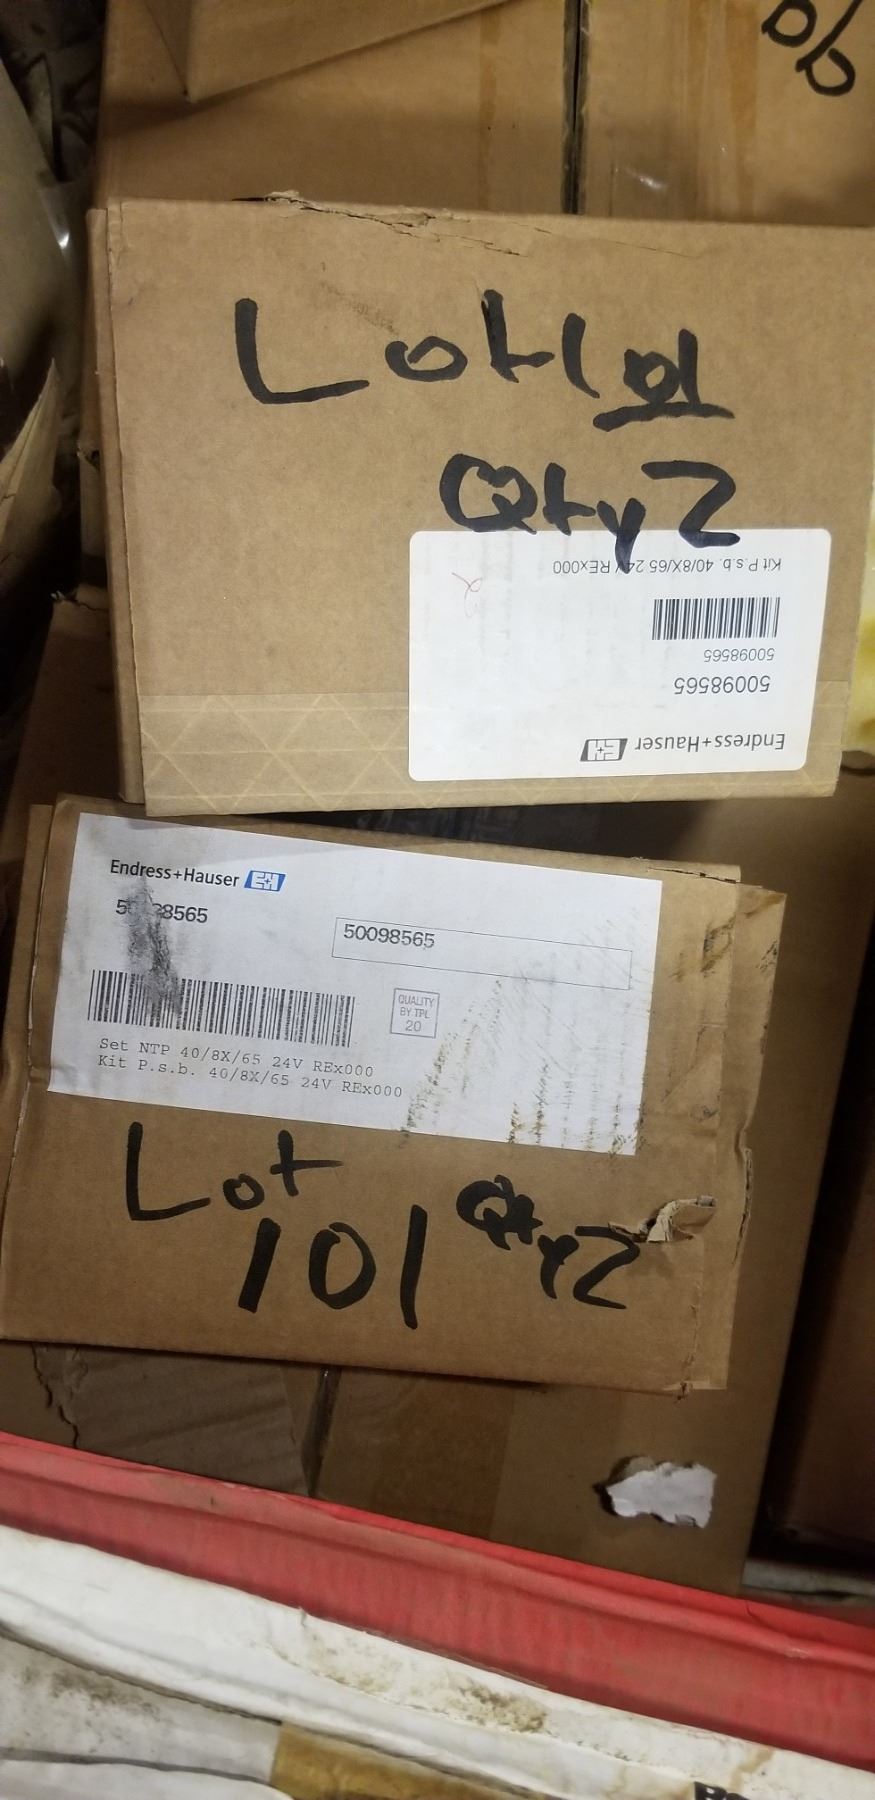 Lot 101
Qty 2
Kit P.s.b. 40/8X/65 24V REx000
50098565
50098565
Endress+Hauser
Endress+Hauser
50098565
50098565
QUALITY
BY TPL
20
Set NTP 40/8X/65 24V REx000
Kit P.s.b. 40/8X/65 24V REx000
Lot
101
Qty 2